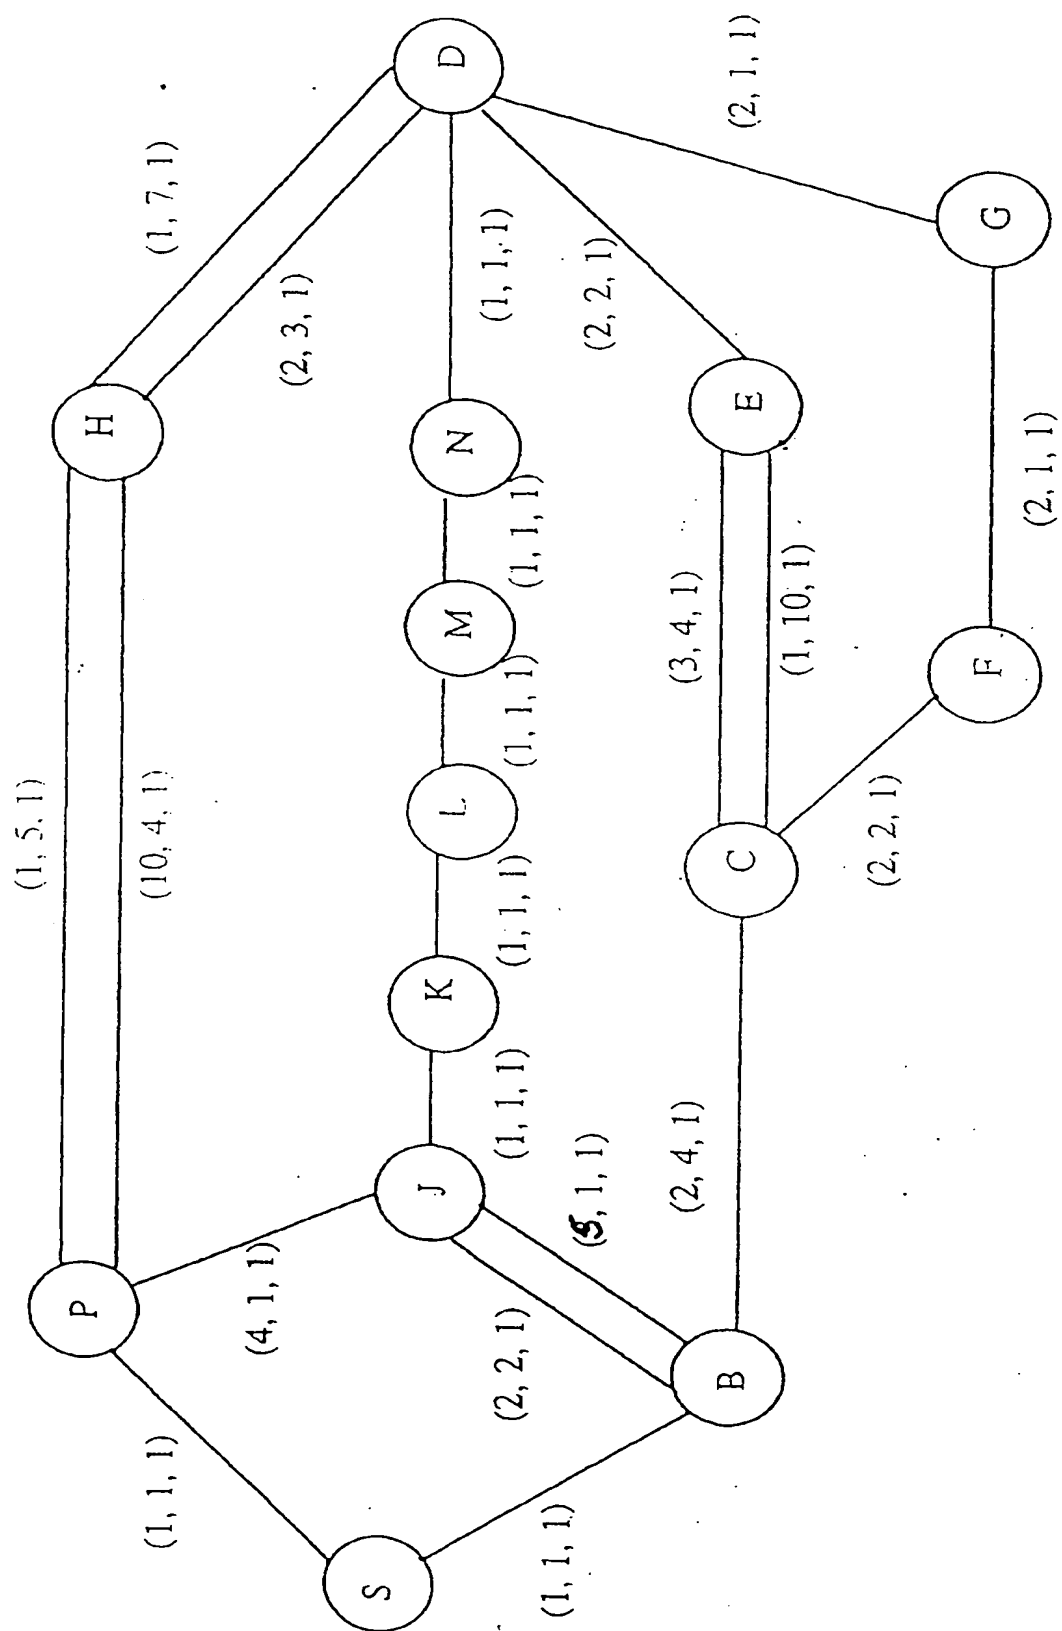 (1, 5, 1)
P
H
(1, 1, 1)
(10, 4, 1)
(1, 7, 1)
(4, 1, 1)
(2, 3, 1)
S
J
K
L
M
N
D
(2, 2, 1)
(1, 1, 1)
(1, 1, 1)
(1, 1, 1)
(1, 1, 1)
(1, 1, 1)
(1, 1, 1)
(1, 1, 1)
(5, 1, 1)
(2, 2, 1)
(2, 4, 1)
(3, 4, 1)
B
C
E
(2, 1, 1)
(1, 10, 1)
(2, 2, 1)
F
G
(2, 1, 1)